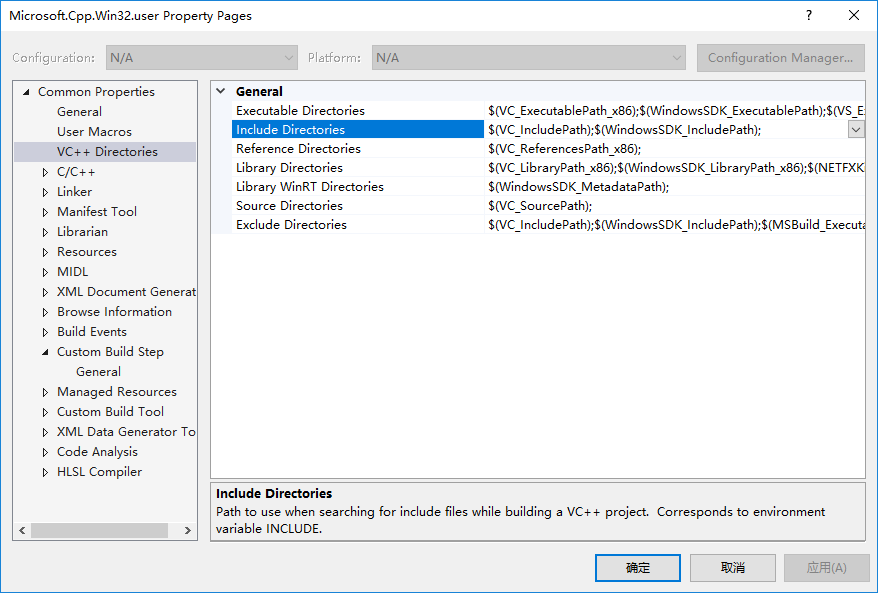 Microsoft.Cpp.Win32.user Property Pages
?
Configuration: N/A Platform: N/A Configuration Manager...
Common Properties
General
User Macros
VC++ Directories
C/C++
Linker
Manifest Tool
Librarian
Resources
MIDL
XML Document Generat
Browse Information
Build Events
Custom Build Step
General
Managed Resources
Custom Build Tool
XML Data Generator To
Code Analysis
HLSL Compiler
General
Executable Directories $(VC_ExecutablePath_x86);$(WindowsSDK_ExecutablePath);$(VS_E
Include Directories $(VC_IncludePath);$(WindowsSDK_IncludePath);
Reference Directories $(VC_ReferencesPath_x86);
Library Directories $(VC_LibraryPath_x86);$(WindowsSDK_LibraryPath_x86);$(NETFXK
Library WinRT Directories $(WindowsSDK_MetadataPath);
Source Directories $(VC_SourcePath);
Exclude Directories $(VC_IncludePath);$(WindowsSDK_IncludePath);$(MSBuild_Executa
Include Directories
Path to use when searching for include files while building a VC++ project.  Corresponds to environment
variable INCLUDE.
确定 取消 应用(A)